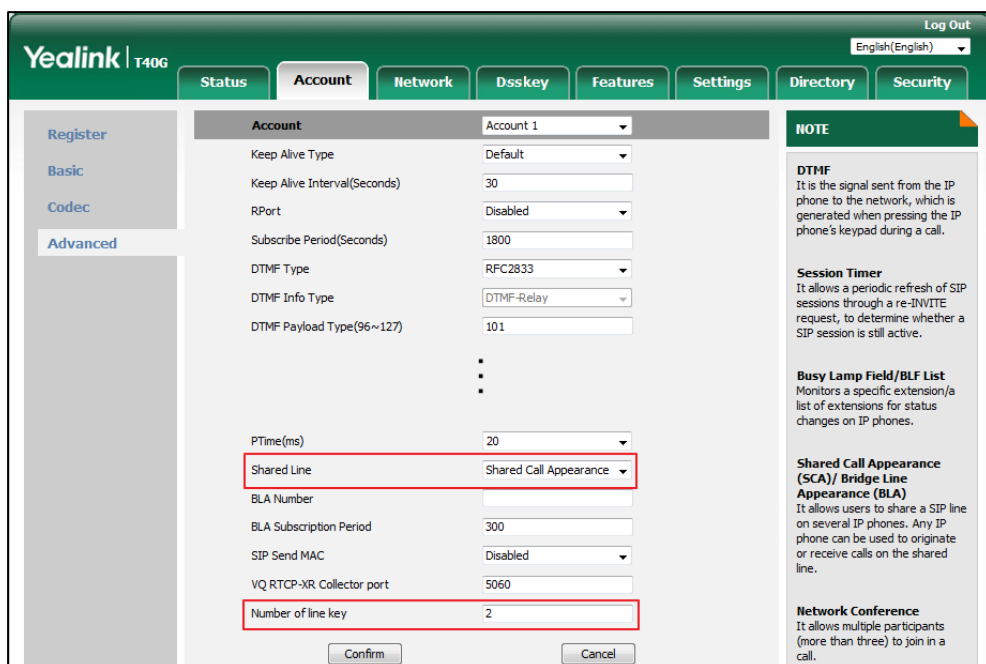 Log Out
Yealink | T40G
English(English)
Status
Account
Network
Dsskey
Features
Settings
Directory
Security
Register
Basic
Codec
Advanced
Account Account 1
Keep Alive Type Default
Keep Alive Interval(Seconds) 30
RPort Disabled
Subscribe Period(Seconds) 1800
DTMF Type RFC2833
DTMF Info Type DTMF-Relay
DTMF Payload Type(96~127) 101
PTime(ms) 20
Shared Line Shared Call Appearance
BLA Number
BLA Subscription Period 300
SIP Send MAC Disabled
VQ RTCP-XR Collector port 5060
Number of line key 2
Confirm Cancel
NOTE
DTMF
It is the signal sent from the IP
phone to the network, which is
generated when pressing the IP
phone's keypad during a call.
Session Timer
It allows a periodic refresh of SIP
sessions through a re-INVITE
request, to determine whether a
SIP session is still active.
Busy Lamp Field/BLF List
Monitors a specific extension/a
list of extensions for status
changes on IP phones.
Shared Call Appearance
(SCA)/ Bridge Line
Appearance (BLA)
It allows users to share a SIP line
on several IP phones. Any IP
phone can be used to originate
or receive calls on the shared
line.
Network Conference
It allows multiple participants
(more than three) to join in a
call.